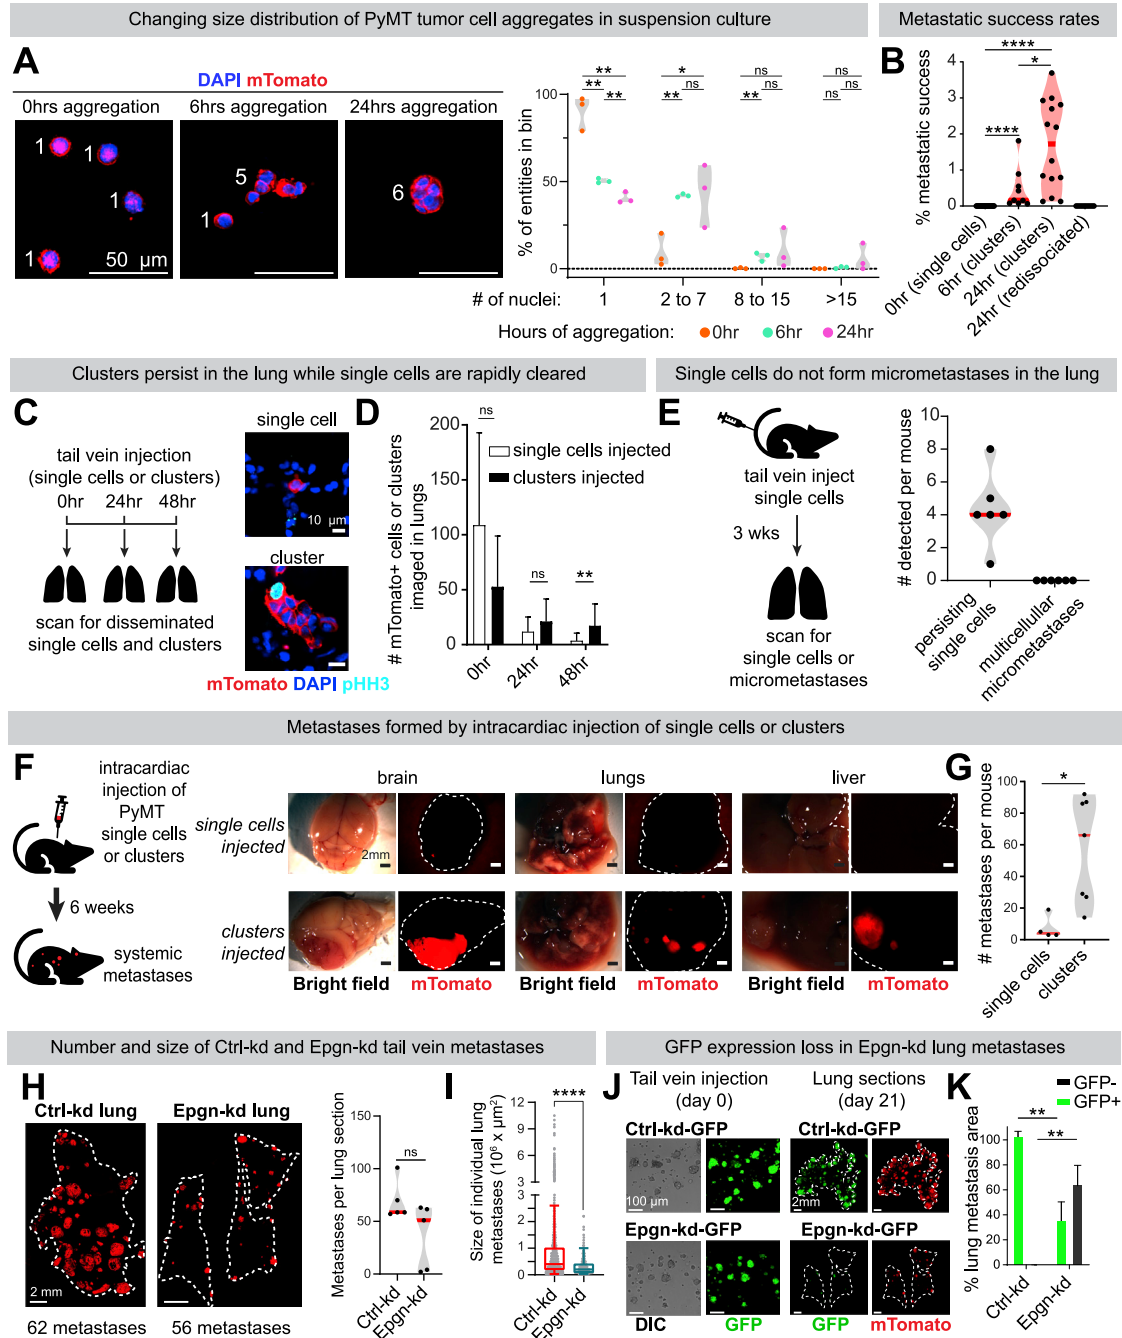 Changing size distribution of PyMT tumor cell aggregates in suspension culture
Metastatic success rates
A
DAPI mTomato
0hrs aggregation
6hrs aggregation
24hrs aggregation
1
1
1
1
50 µm
5
1
6
% of entities in bin
100
50
0
**
**
**
*
**
ns
ns
**
ns
ns
ns
ns
# of nuclei:
1
2 to 7
8 to 15
>15
Hours of aggregation:
0hr
6hr
24hr
B
% metastatic success
4
3
2
1
0
****
*
****
0hr (single cells)
6hr (clusters)
24hr (clusters)
24hr (redissociated)
Clusters persist in the lung while single cells are rapidly cleared
Single cells do not form micrometastases in the lung
C
tail vein injection
(single cells or clusters)
0hr
24hr
48hr
scan for disseminated
single cells and clusters
single cell
10 µm
cluster
mTomato DAPI pHH3
D
# mTomato+ cells or clusters
imaged in lungs
200
150
100
50
0
ns
single cells injected
clusters injected
ns
**
0hr
24hr
48hr
E
tail vein inject
single cells
3 wks
scan for
single cells or
micrometastases
# detected per mouse
10
8
6
4
2
0
persisting
single cells
multicellular
micrometastases
Metastases formed by intracardiac injection of single cells or clusters
F
intracardiac
injection of
PyMT
single cells
or clusters
6 weeks
systemic
metastases
brain
lungs
liver
single cells
injected
2mm
clusters
injected
Bright field
mTomato
Bright field
mTomato
Bright field
mTomato
G
# metastases per mouse
100
80
60
40
20
0
*
single cells
clusters
Number and size of Ctrl-kd and Epgn-kd tail vein metastases
GFP expression loss in Epgn-kd lung metastases
H
Ctrl-kd lung
Epgn-kd lung
2 mm
62 metastases
56 metastases
Metastases per lung section
150
100
50
0
ns
Ctrl-kd
Epgn-kd
I
Size of individual lung
metastases (10⁶ x µm²)
12
9
6
3
3
2
1
1
0
****
Ctrl-kd
Epgn-kd
J
Tail vein injection
(day 0)
Lung sections
(day 21)
Ctrl-kd-GFP
Ctrl-kd-GFP
100 µm
2mm
Epgn-kd-GFP
Epgn-kd-GFP
DIC
GFP
GFP
mTomato
K
GFP-
GFP+
% lung metastasis area
100
80
60
40
20
0
**
**
Ctrl-kd
Epgn-kd